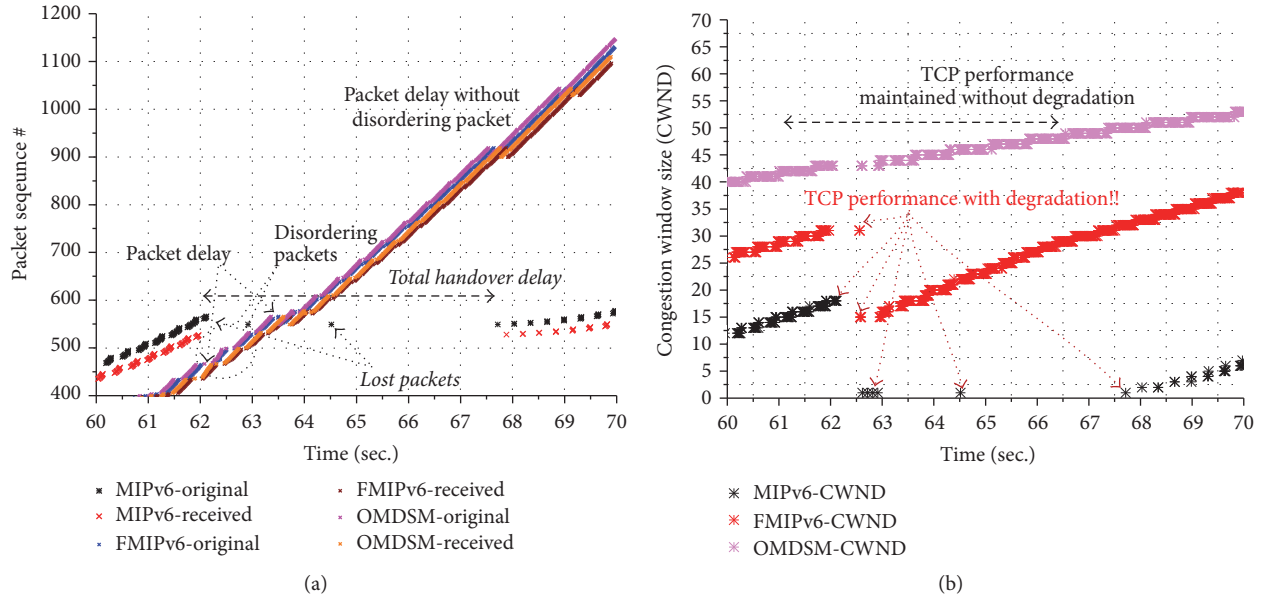 1200
1100
1000
900
800
700
600
500
400
Packet seqeunce #
Packet delay without
disordering packet
Packet delay
Disordering
packets
Total handover delay
Lost packets
60 61 62 63 64 65 66 67 68 69 70
Time (sec.)
MIPv6-original
MIPv6-received
FMIPv6-original
FMIPv6-received
OMDSM-original
OMDSM-received
(a)
70
65
60
55
50
45
40
35
30
25
20
15
10
5
0
Congestion window size (CWND)
TCP performance
maintained without degradation
TCP performance with degradation!!
60 61 62 63 64 65 66 67 68 69 70
Time (sec.)
MIPv6-CWND
FMIPv6-CWND
OMDSM-CWND
(b)